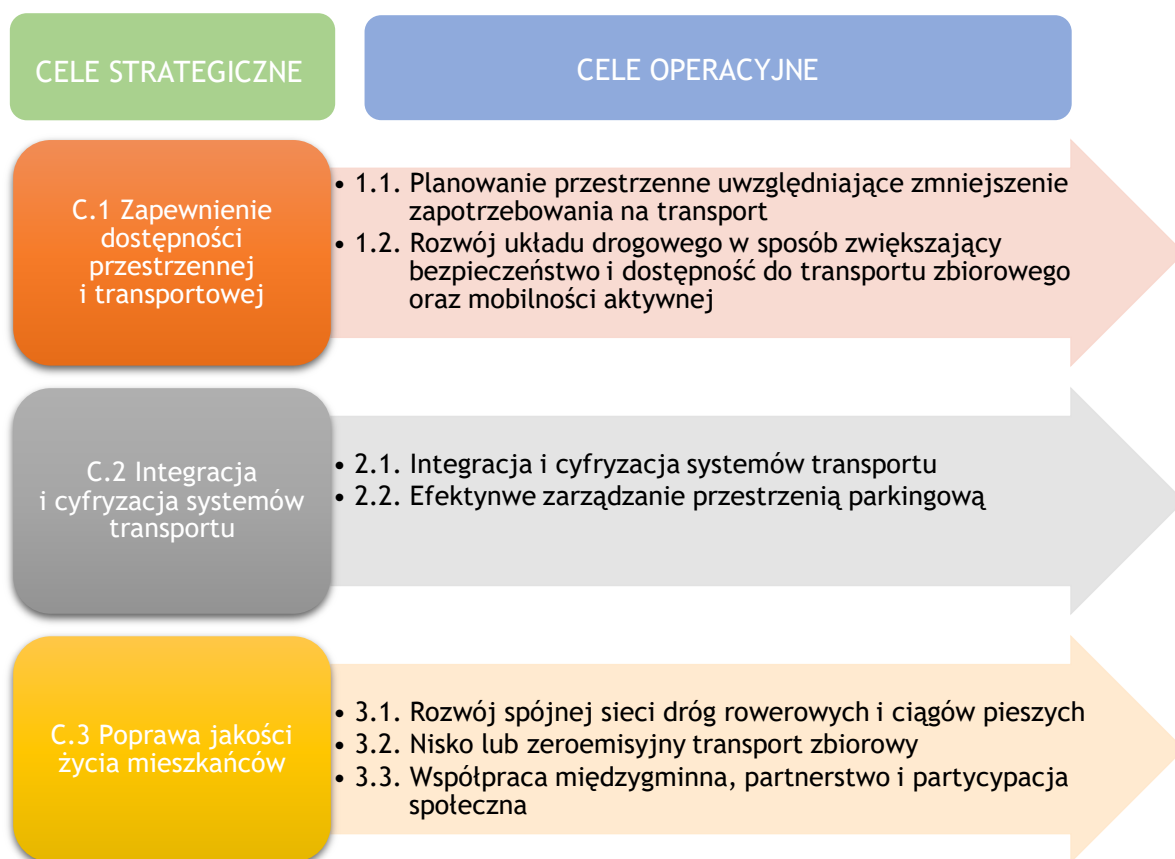 CELE STRATEGICZNE
CELE OPERACYJNE
C.1 Zapewnienie
dostępności
przestrzennej
i transportowej
• 1.1. Planowanie przestrzenne uwzględniające zmniejszenie
zapotrzebowania na transport
• 1.2. Rozwój układu drogowego w sposób zwiększający
bezpieczeństwo i dostępność do transportu zbiorowego
oraz mobilności aktywnej
C.2 Integracja
i cyfryzacja systemów
transportu
• 2.1. Integracja i cyfryzacja systemów transportu
• 2.2. Efektynwe zarządzanie przestrzenią parkingową
C.3 Poprawa jakości
życia mieszkańców
• 3.1. Rozwój spójnej sieci dróg rowerowych i ciągów pieszych
• 3.2. Nisko lub zeroemisyjny transport zbiorowy
• 3.3. Współpraca międzygminna, partnerstwo i partycypacja
społeczna